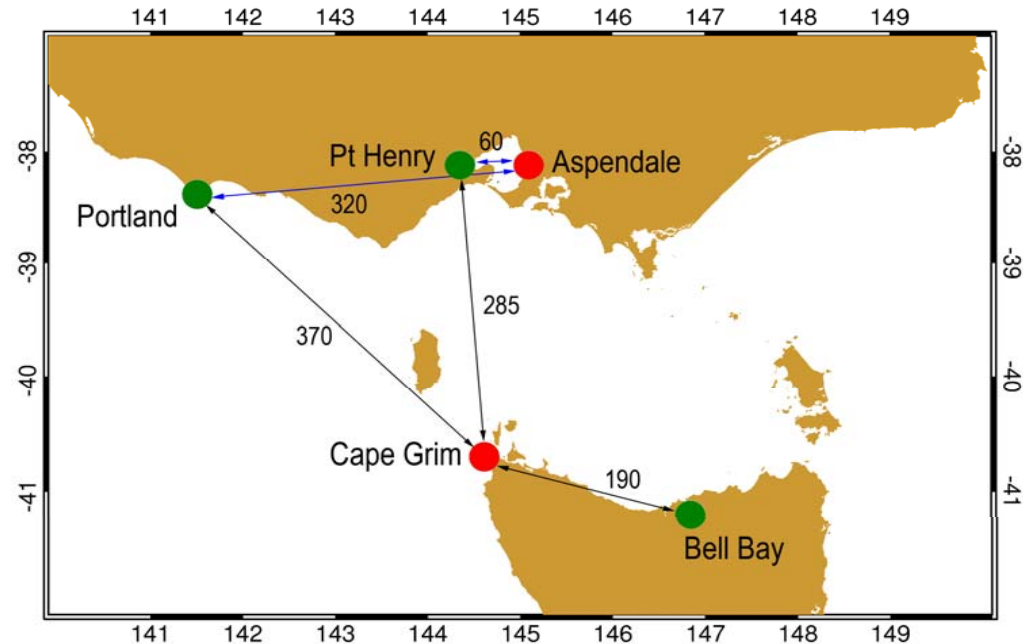 141 142 143 144 145 146 147 148 149
60
-38 Pt Henry Aspendale -38
Portland 320
-39 -39
285
370
-40 -40
Cape Grim
190
-41 -41
Bell Bay
141 142 143 144 145 146 147 148 149